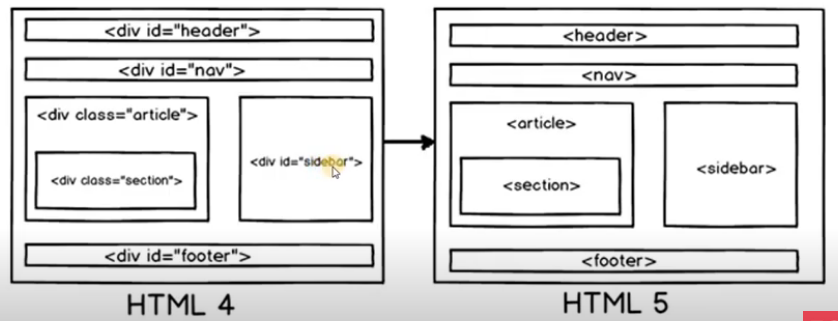 <div id="header">
<div id="nav">
<div class="article">
<div class="section">
<div id="sidebar">
<div id="footer">
HTML 4
<header>
<nav>
<article>
<section>
<sidebar>
<footer>
HTML 5